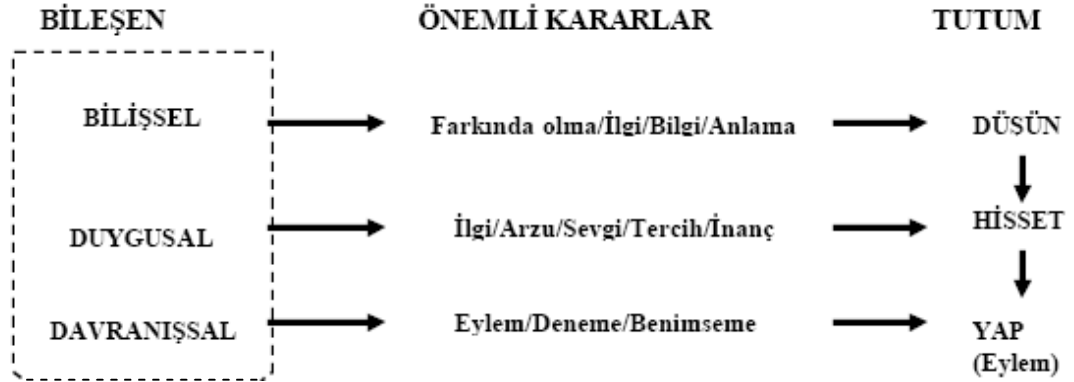 BİLEŞEN ÖNEMLİ KARARLAR TUTUM
BİLİŞSEL Farkında olma/İlgi/Bilgi/Anlama DÜŞÜN
DUYGUSAL İlgi/Arzu/Sevgi/Tercih/İnanç HİSSET
DAVRANIŞSAL Eylem/Deneme/Benimseme YAP
(Eylem)